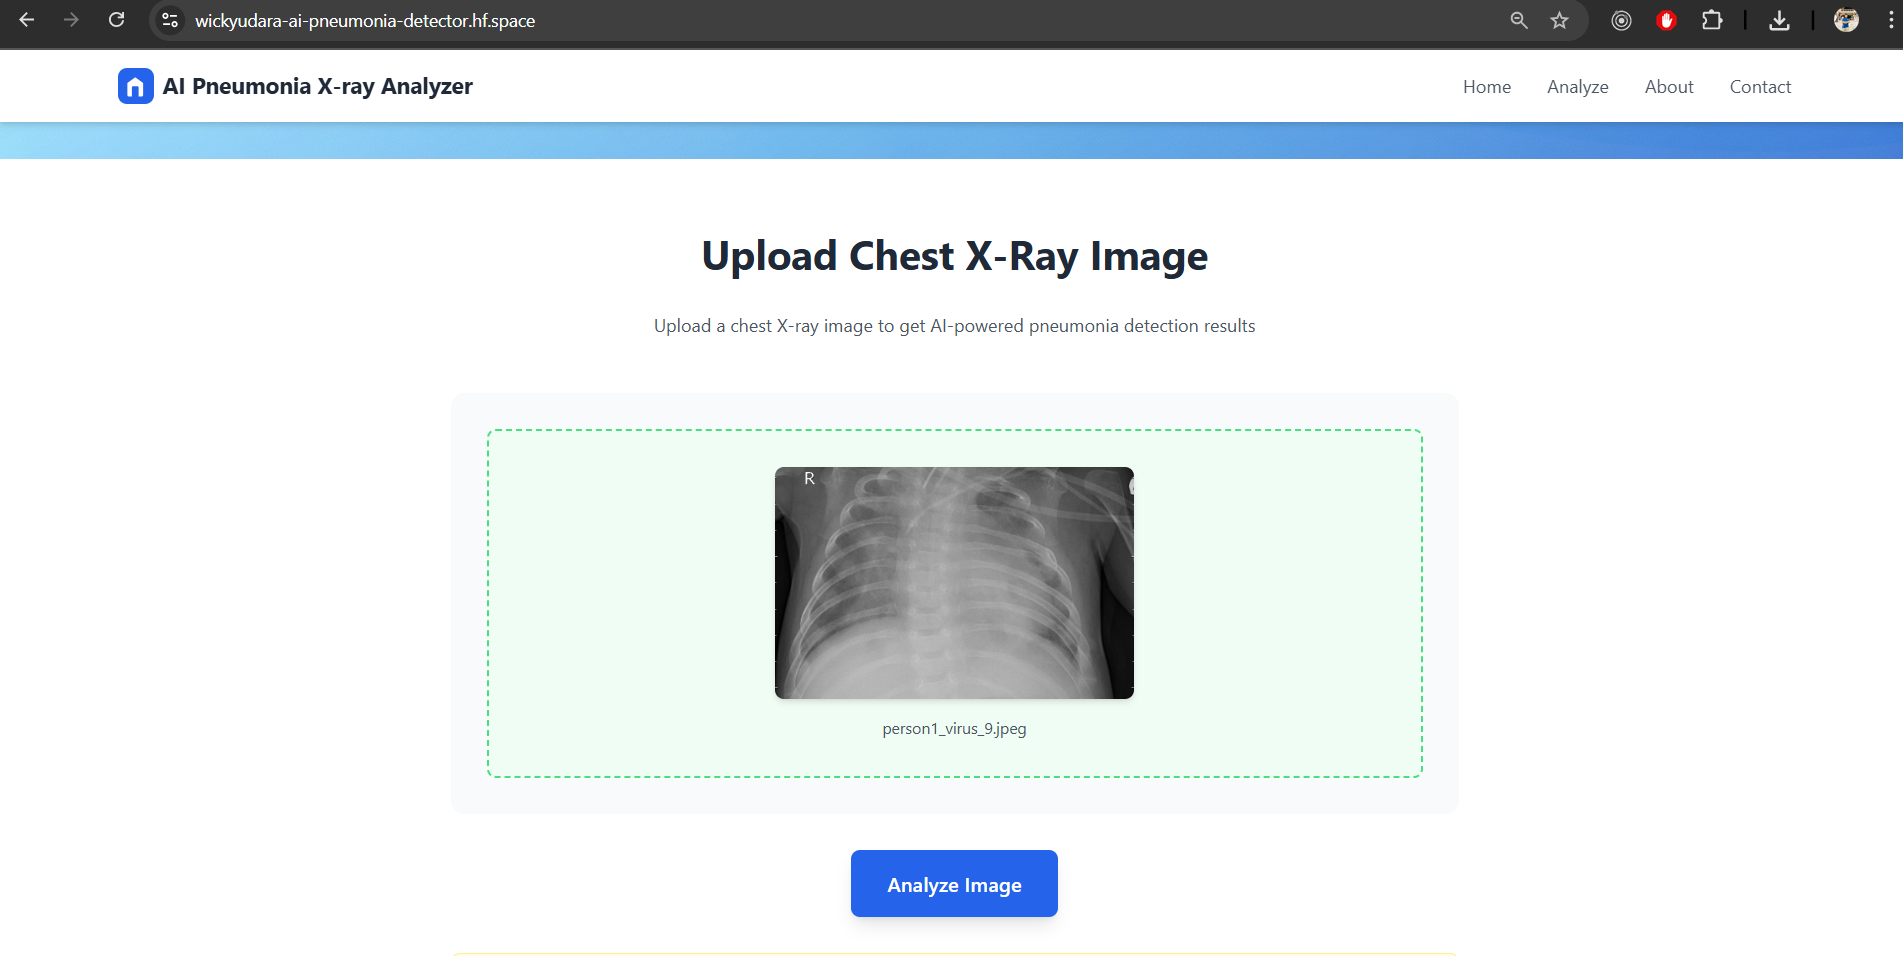 wickyudara-ai-pneumonia-detector.hf.space
AI Pneumonia X-ray Analyzer
Home
Analyze
About
Contact
Upload Chest X-Ray Image
Upload a chest X-ray image to get AI-powered pneumonia detection results
R
person1_virus_9.jpeg
Analyze Image